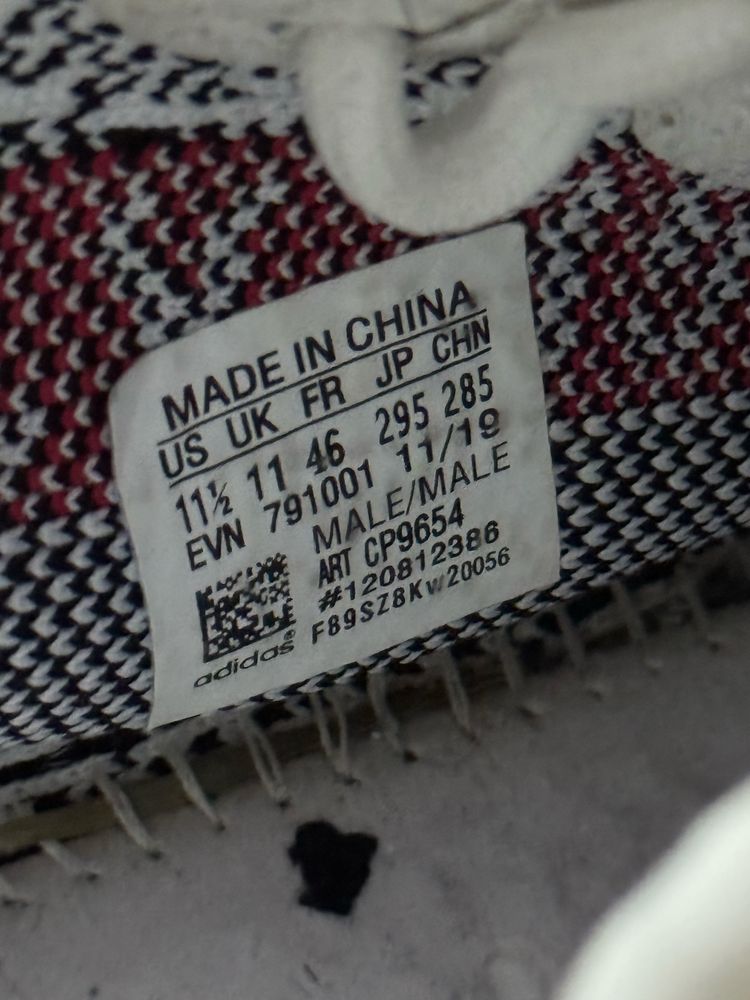 MADE IN CHINA
US UK FR JP CHN
11½ 11 46 295 285
EVN 791001 11/19
MALE/MALE
ART CP9654
#120812386
F89SZ8KW20056
adidas®